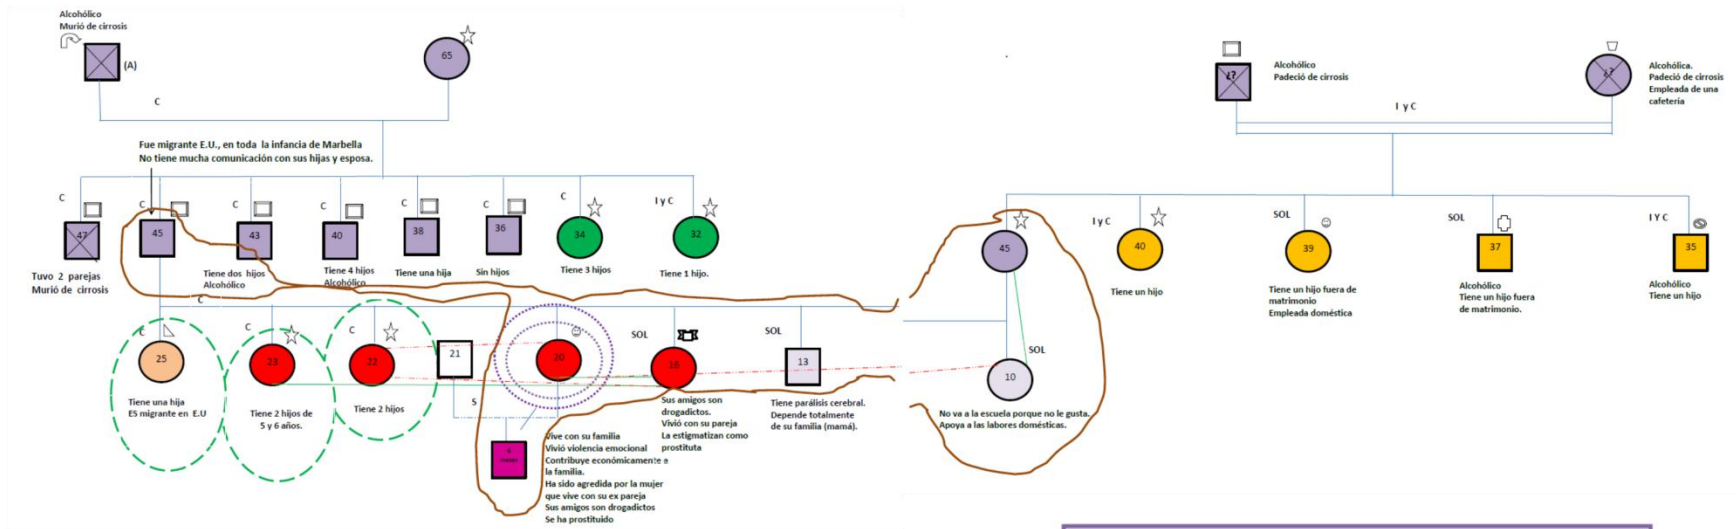 Alcohólico
Murió de cirrosis
(A)
65
C
¿?
Alcohólico
Padeció de cirrosis
¿?
Alcohólica.
Padeció de cirrosis
Empleada de una
cafetería
I y C
Fue migrante E.U., en toda la infancia de Marbella
No tiene mucha comunicación con sus hijas y esposa.
C
47
Tuvo 2 parejas
Murió de cirrosis
C
45
C
43
Tiene dos hijos
Alcohólico
C
40
Tiene 4 hijos
Alcohólico
C
38
Tiene una hija
C
36
Sin hijos
C
34
Tiene 3 hijos
I y C
32
Tiene 1 hijo.
C
45
I y C
40
Tiene un hijo
SOL
39
Tiene un hijo fuera de
matrimonio
Empleada doméstica
SOL
37
Alcohólico
Tiene un hijo fuera
de matrimonio.
I Y C
35
Alcohólico
Tiene un hijo
C
C
25
Tiene una hija
ES migrante en E.U
C
23
Tiene 2 hijos de
5 y 6 años.
C
22
Tiene 2 hijos
21
S
C
20
Vive con su familia
Vivió violencia emocional
Contribuye económicamente a
la familia.
Ha sido agredida por la mujer
que vive con su ex pareja
Sus amigos son drogadictos
Se ha prostituido
SOL
16
Sus amigos son
drogadictos.
Vivió con su pareja
La estigmatizan como
prostituta
SOL
13
Tiene parálisis cerebral.
Depende totalmente
de su familia (mamá).
SOL
10
No va a la escuela porque no le gusta.
Apoya a las labores domésticas.